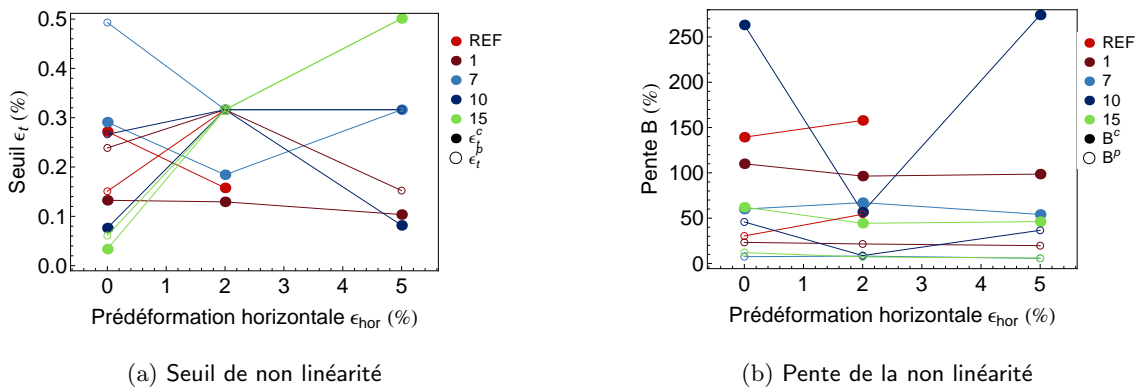 0.5
0.4
0.3
0.2
0.1
0.0
Seuil ϵt (%)
0 1 2 3 4 5
Prédéformation horizontale ϵhor (%)
REF
1
7
10
15
ϵt^c
ϵt^p
(a) Seuil de non linéarité
250
200
150
100
50
0
Pente B (%)
0 1 2 3 4 5
Prédéformation horizontale ϵhor (%)
REF
1
7
10
15
B^c
B^p
(b) Pente de la non linéarité